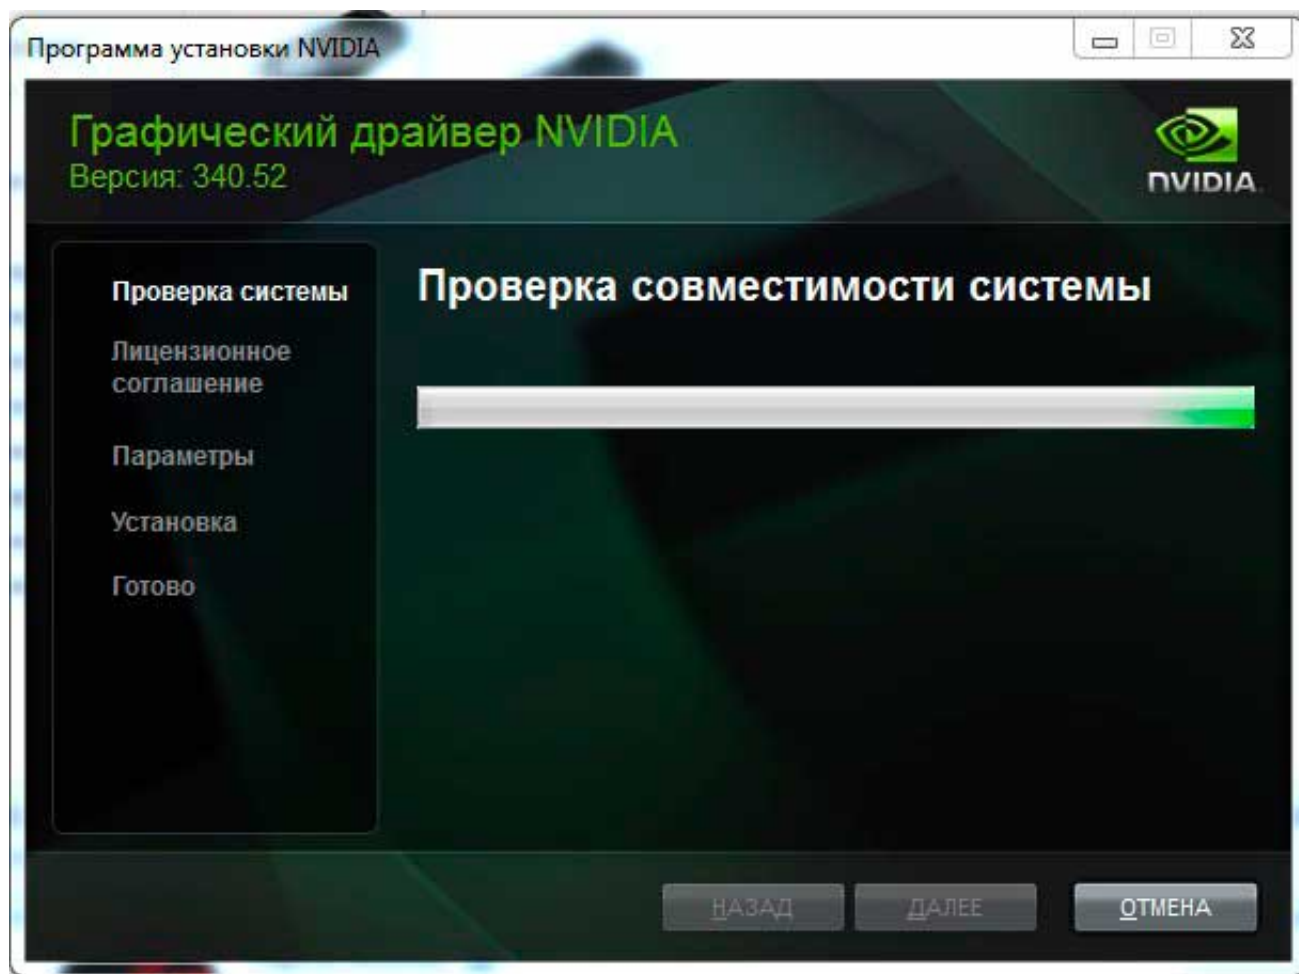 Программа установки NVIDIA
Графический драйвер NVIDIA
Версия: 340.52
NVIDIA
Проверка системы
Лицензионное
соглашение
Параметры
Установка
Готово
Проверка совместимости системы
НАЗАД
ДАЛЕЕ
ОТМЕНА